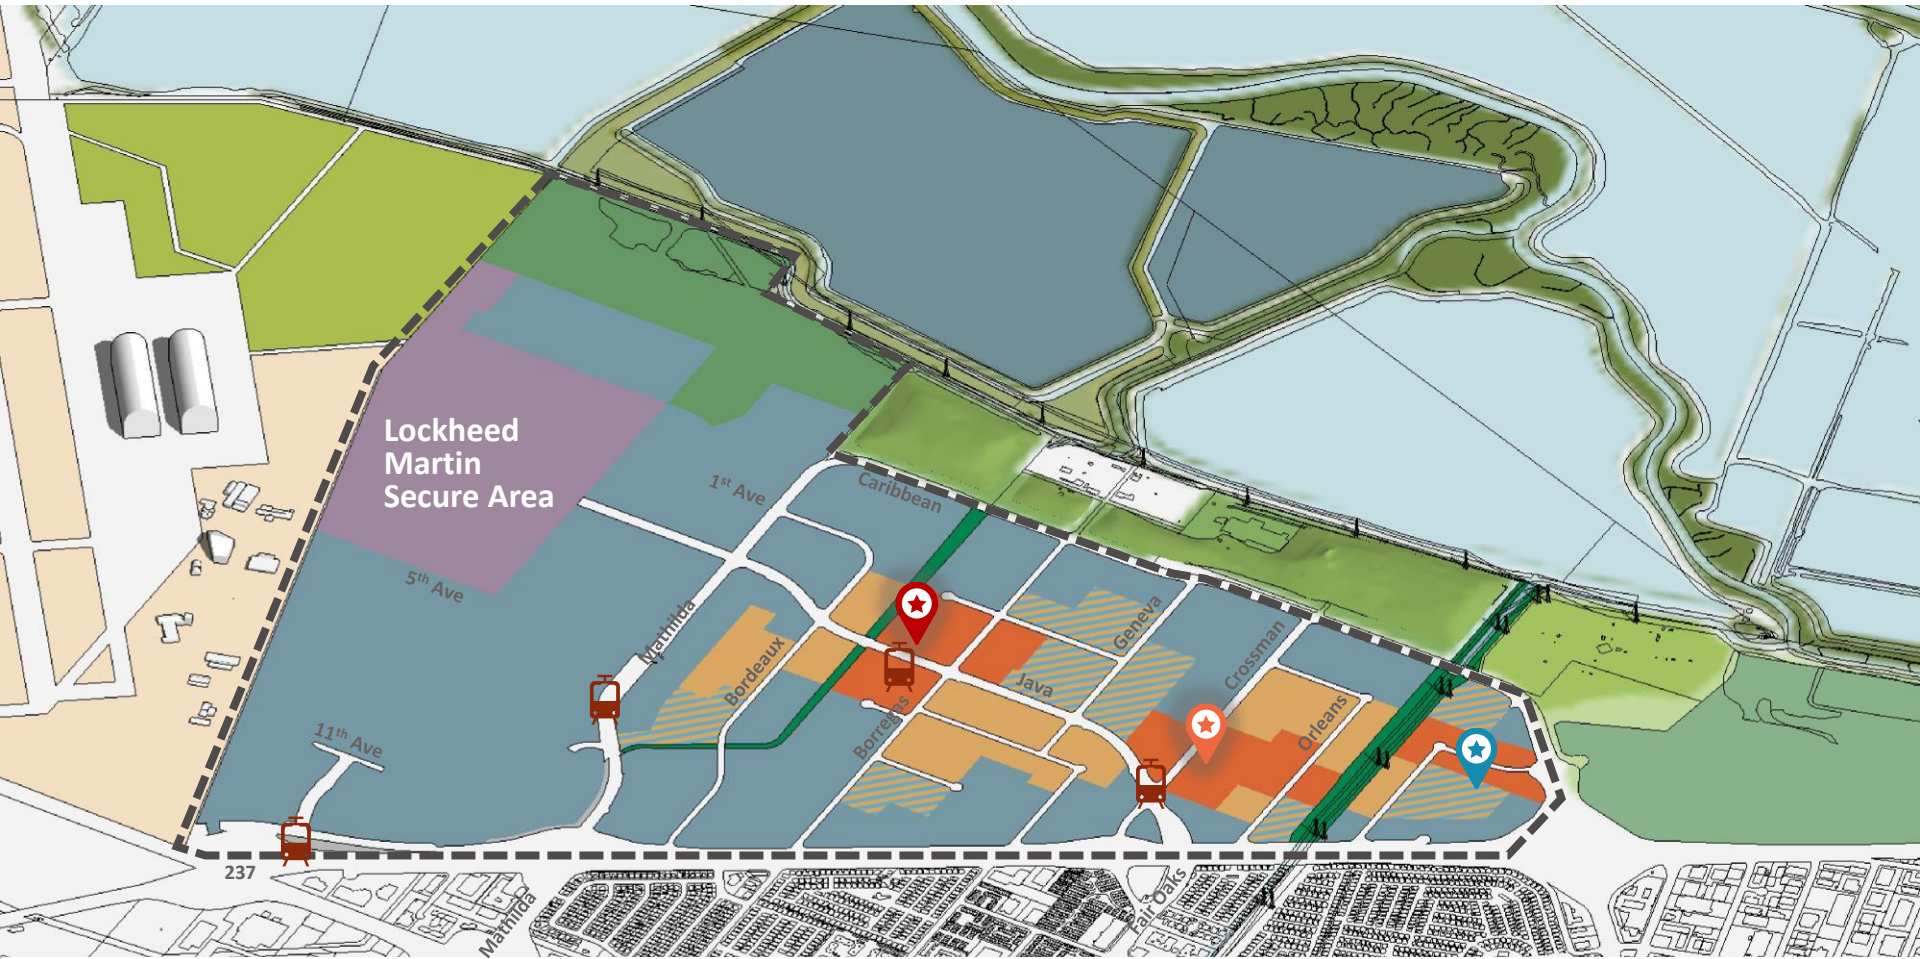 Lockheed
Martin
Secure Area
1st Ave
Caribbean
5th Ave
Mathilda
Bordeaux
Geneva
Crossman
Java
Borregas
Orleans
11th Ave
237
Mathilda
Fair Oaks